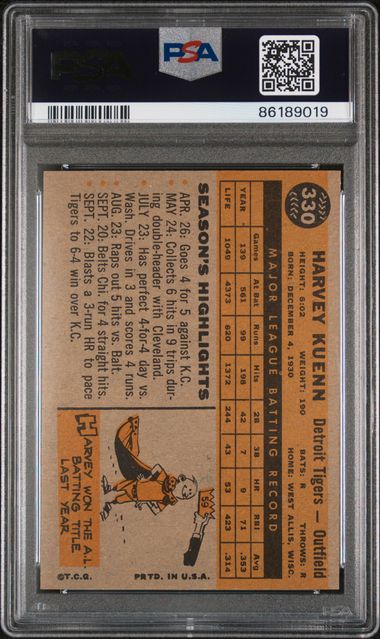 PSA
PSA
86189019
330
HARVEY KUENN Detroit Tigers — Outfield
HEIGHT: 6:02 WEIGHT: 190 BATS: R THROWS: R
BORN: DECEMBER 4, 1930 HOME: WEST ALLIS, WISC.
MAJOR LEAGUE BATTING RECORD
Games At.Bat Runs Hits 2B 3B HR RBI Avg
YEAR 139 561 99 198 42 7 9 71 .353
LIFE 1049 4373 620 1372 244 43 53 423 .314
SEASON'S HIGHLIGHTS
• APR. 26: Goes 4 for 5 against K.C.
• MAY 24: Collects 6 hits in 9 trips dur-
ing double-header with Cleveland.
• JULY 23: Has perfect 4-for-4 day vs.
Wash. Drives in 3 and scores 4 runs.
• AUG. 23: Raps out 5 hits vs. Balt.
• SEPT. 20: Belts Chi. for 4 straight hits.
• SEPT. 22: Blasts a 3-run HR to pace
Tigers to 6-4 win over K.C.
59
HARVEY WON THE A.L.
BATTING TITLE
LAST YEAR.
©T.C.G. PRTD. IN U.S.A.
PSA